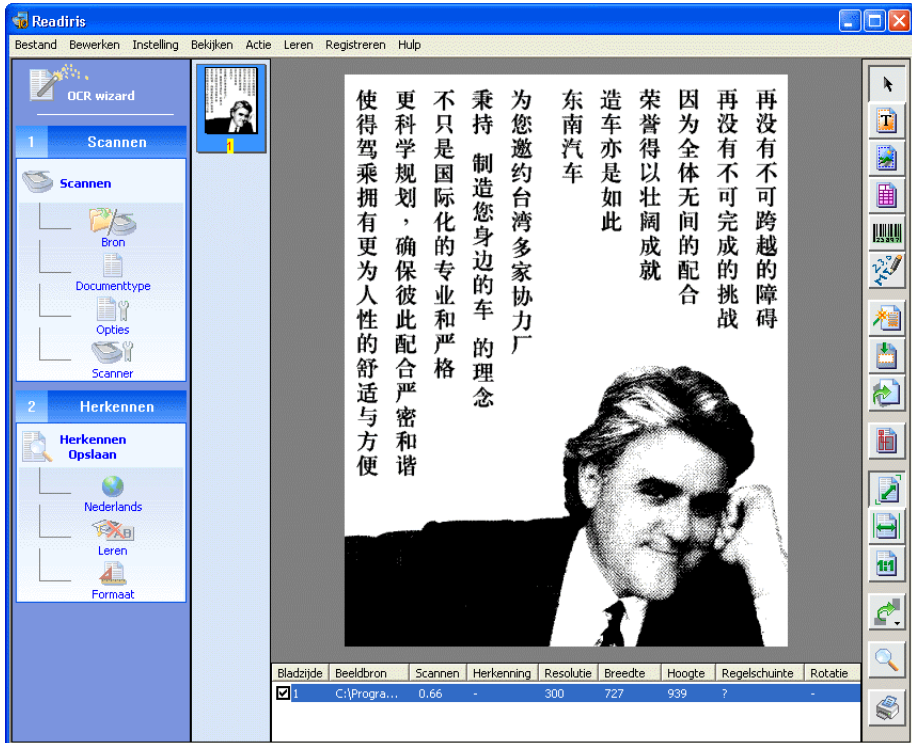 Readiris
Bestand Bewerken Instelling Bekijken Actie Leren Registreren Hulp
OCR wizard
1 Scannen
Scannen
Bron
Documenttype
Opties
Scanner
2 Herkennen
Herkennen
Opslaan
Nederlands
Leren
Formaat
1
再没有不可跨越的障碍
再没有不可完成的挑战
因为全体无间的配合
荣誉得以壮阔成就
造车亦是如此
东南汽车
为您邀约台湾多家协力厂
秉持 制造您身边的车 的理念
不只是国际化的专业和严格
更科学规划，确保彼此配合严密和谐
使得驾乘拥有更为人性的舒适与方便
1:1
Bladzijde Beeldbron Scannen Herkenning Resolutie Breedte Hoogte Regelschuinte Rotatie
1 C:\Progra... 0.66 - 300 727 939 ? -